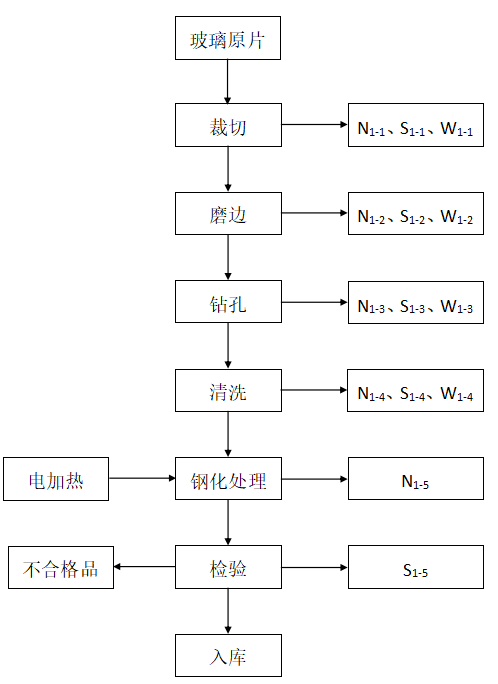 玻璃原片
裁切
N1-1、S1-1、W1-1
磨边
N1-2、S1-2、W1-2
钻孔
N1-3、S1-3、W1-3
清洗
N1-4、S1-4、W1-4
电加热
钢化处理
N1-5
不合格品
检验
S1-5
入库